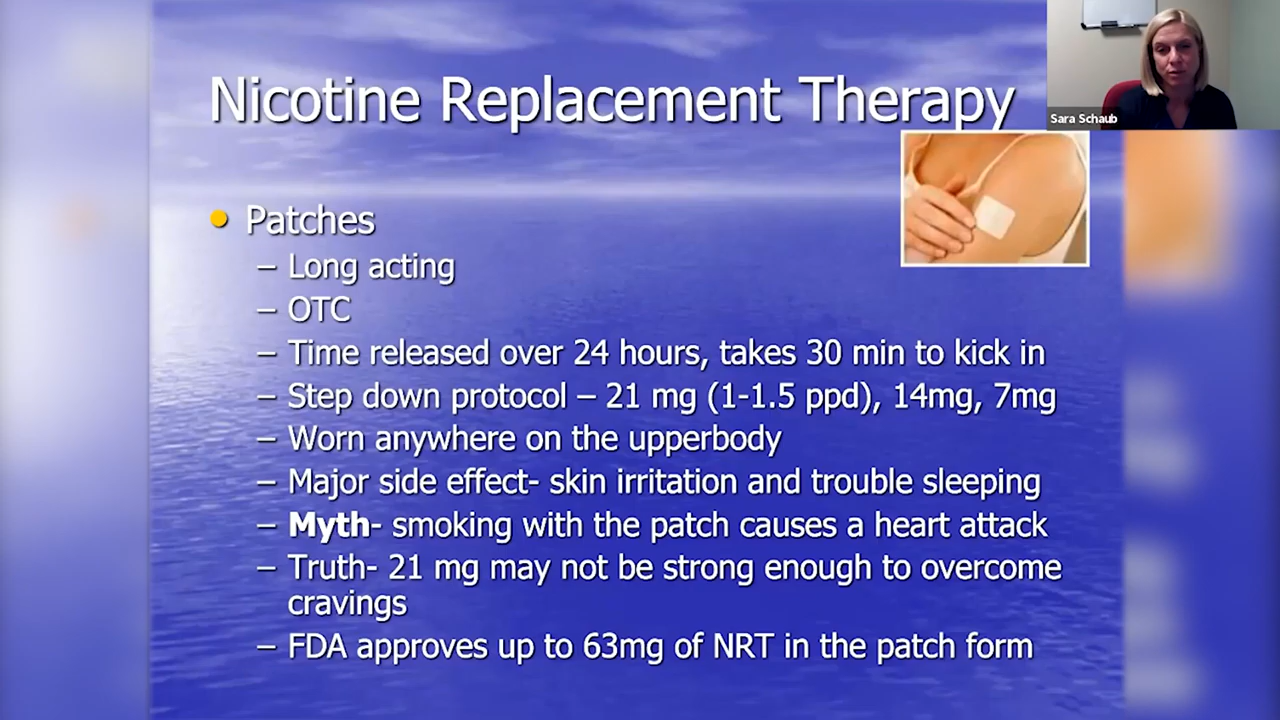 Nicotine Replacement Therapy
Sara Schaub
• Patches
– Long acting
– OTC
– Time released over 24 hours, takes 30 min to kick in
– Step down protocol – 21 mg (1-1.5 ppd), 14mg, 7mg
– Worn anywhere on the upperbody
– Major side effect- skin irritation and trouble sleeping
– Myth- smoking with the patch causes a heart attack
– Truth- 21 mg may not be strong enough to overcome
cravings
– FDA approves up to 63mg of NRT in the patch form